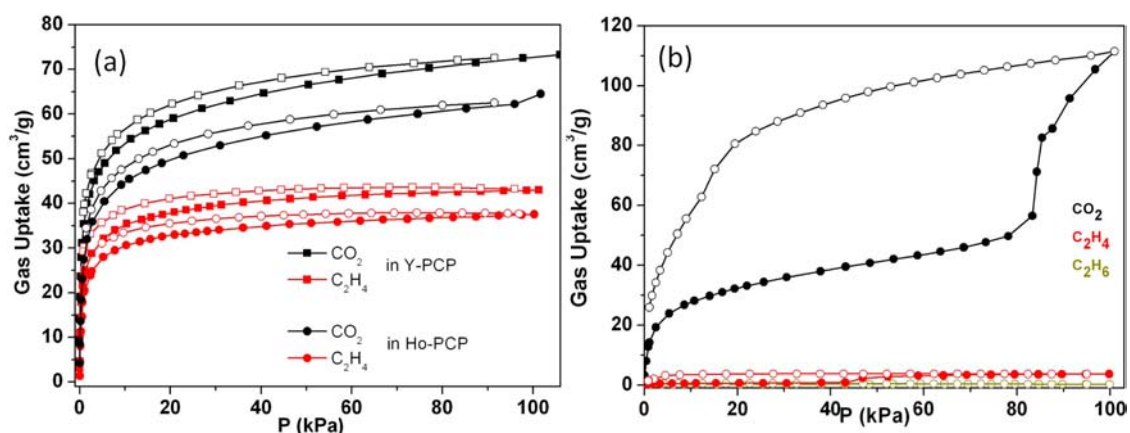 (a)
80
70
60
50
40
30
20
10
0
Gas Uptake (cm³/g)
0 20 40 60 80 100
P (kPa)
CO₂
in Y-PCP
C₂H₄
CO₂
in Ho-PCP
C₂H₄
(b)
120
100
80
60
40
20
0
Gas Uptake (cm³/g)
CO₂
C₂H₄
C₂H₆
0 20 40 60 80 100
P (kPa)